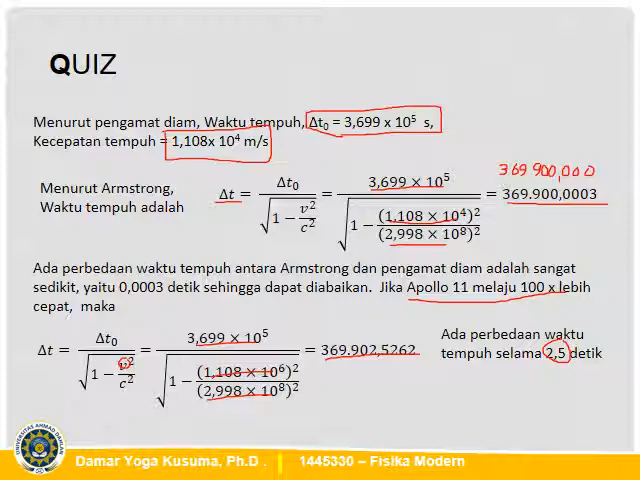 QUIZ
Menurut pengamat diam, Waktu tempuh, Δt₀ = 3,699 x 10⁵ s,
Kecepatan tempuh = 1,108x 10⁴ m/s
369 900,000
Menurut Armstrong,
Waktu tempuh adalah
Δt = Δt₀ / √(1 − v²/c²) = 3,699 × 10⁵ / √(1 − (1,108 × 10⁴)²/(2,998 × 10⁸)²) = 369.900,0003
Ada perbedaan waktu tempuh antara Armstrong dan pengamat diam adalah sangat
sedikit, yaitu 0,0003 detik sehingga dapat diabaikan. Jika Apollo 11 melaju 100 x lebih
cepat, maka
Δt = Δt₀ / √(1 − v²/c²) = 3,699 × 10⁵ / √(1 − (1,108 × 10⁶)²/(2,998 × 10⁸)²) = 369.902,5262
Ada perbedaan waktu
tempuh selama 2,5 detik
UNIVERSITAS AHMAD DAHLAN
Damar Yoga Kusuma, Ph.D . | 1445330 – Fisika Modern